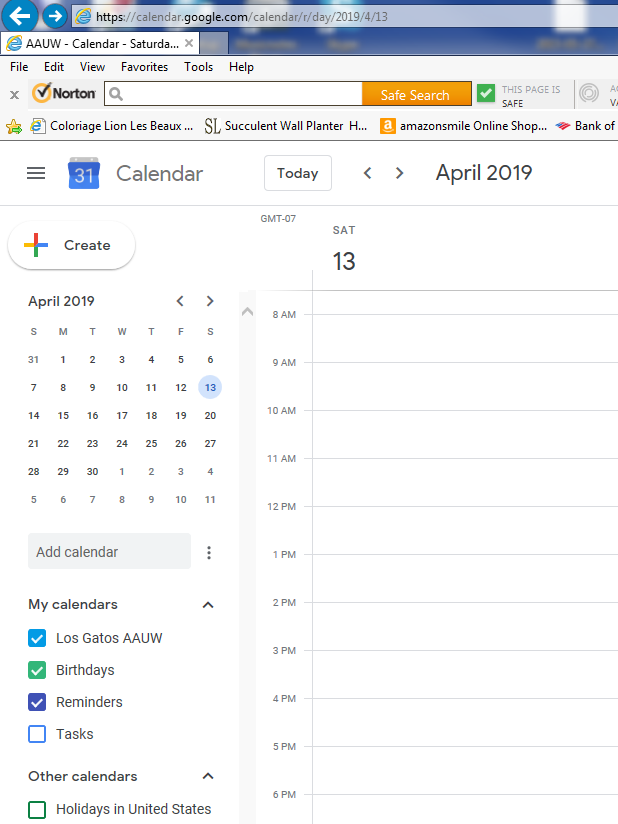 https://calendar.google.com/calendar/r/day/2019/4/13
AAUW - Calendar - Saturda...
File Edit View Favorites Tools Help
x Norton Safe Search THIS PAGE IS
SAFE
Coloriage Lion Les Beaux ... SL Succulent Wall Planter H... a amazonsmile Online Shop... Bank of
31 Calendar Today < > April 2019
GMT-07
SAT
13
Create
April 2019 < >
S M T W T F S
31 1 2 3 4 5 6
7 8 9 10 11 12 13
14 15 16 17 18 19 20
21 22 23 24 25 26 27
28 29 30 1 2 3 4
5 6 7 8 9 10 11
Add calendar
My calendars
Los Gatos AAUW
Birthdays
Reminders
Tasks
Other calendars
Holidays in United States
8 AM
9 AM
10 AM
11 AM
12 PM
1 PM
2 PM
3 PM
4 PM
5 PM
6 PM